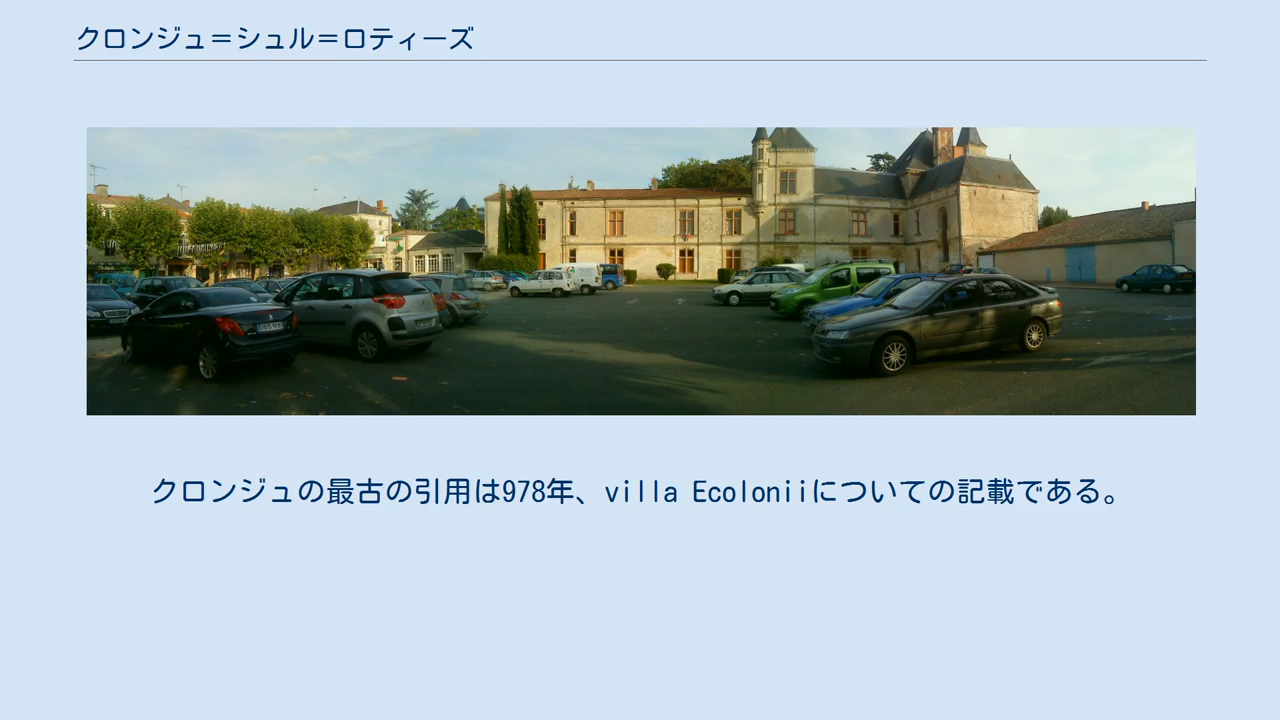 クロンジュ＝シュル＝ロティーズ
クロンジュの最古の引用は978年、villa Ecoloniiについての記載である。